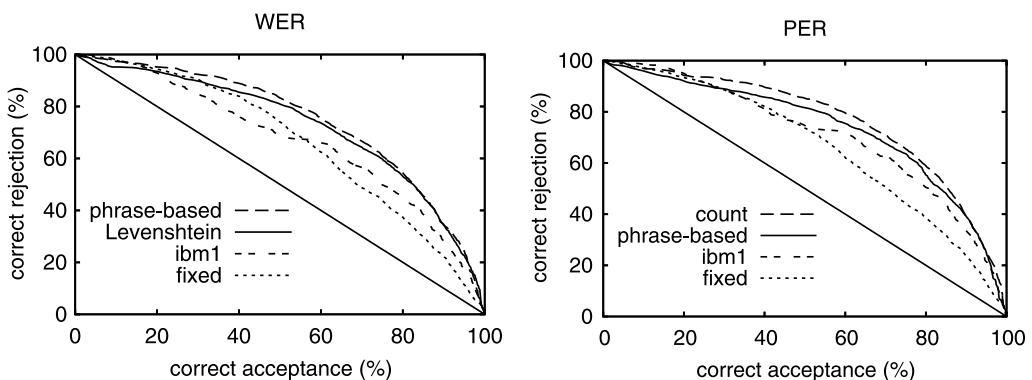 WER
100
80
60
40
20
0
correct rejection (%)
phrase-based
Levenshtein
ibm1
fixed
0 20 40 60 80 100
correct acceptance (%)
PER
100
80
60
40
20
0
correct rejection (%)
count
phrase-based
ibm1
fixed
0 20 40 60 80 100
correct acceptance (%)